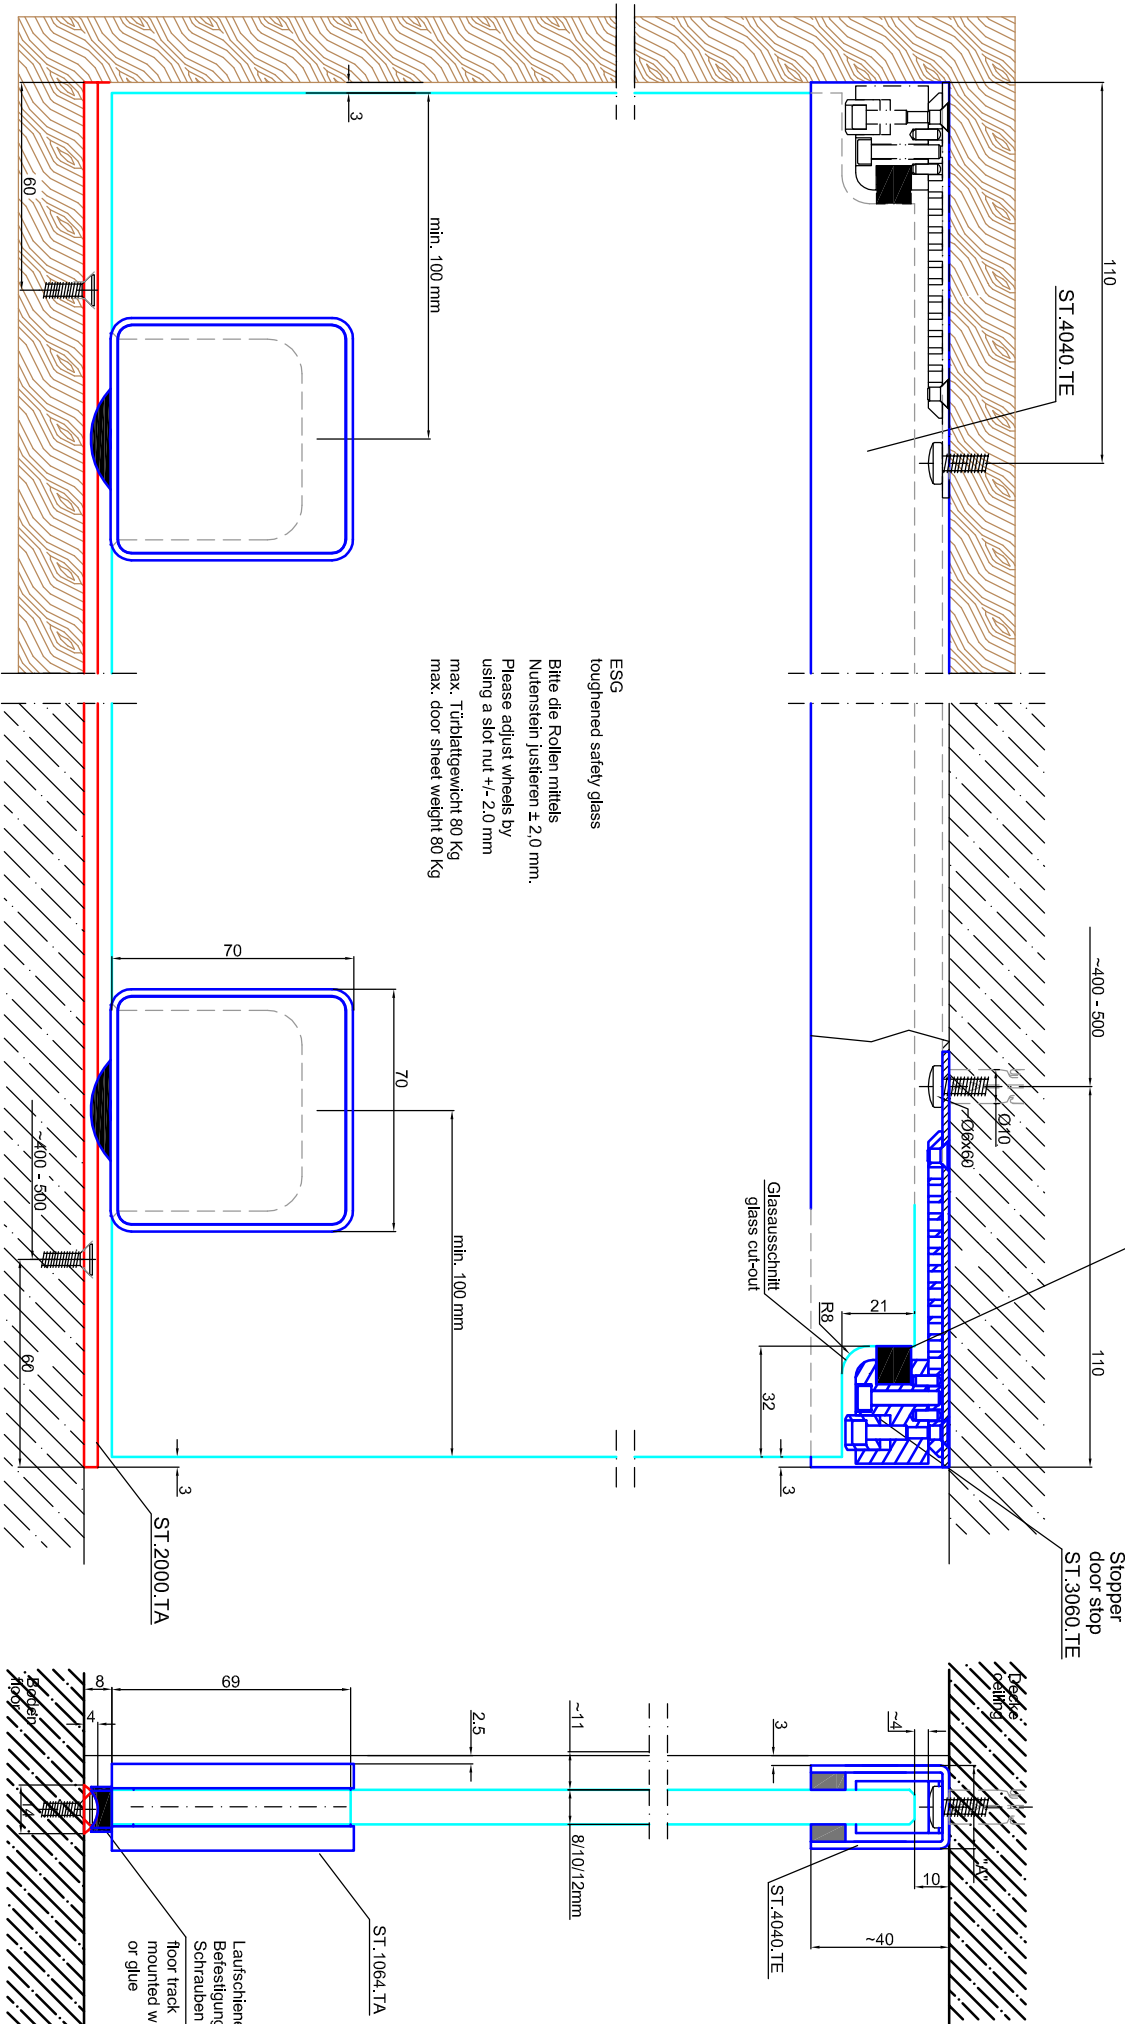 110
ST.4040.TE
~400 - 500
Ø10
~Ø6x60
110
Stopper
door stop
ST.3060.TE
Glasausschnitt
glass cut-out
R8
21
32
3
ESG
toughened safety glass
Bitte die Rollen mittels
Nutenstein justieren ± 2,0 mm.
Please adjust wheels by
using a slot nut +/- 2.0 mm
max. Türblattgewicht 80 Kg
max. door sheet weight 80 Kg
3
min. 100 mm
60
70
70
min. 100 mm
~400 - 500
60
3
ST.2000.TA
Decke
ceiling
~4
3
"A"
10
~40
ST.4040.TE
~11
8/10/12mm
2.5
69
8
4
14
Boden
floor
ST.1064.TA
Laufschiene
Befestigung
Schrauben
floor track
mounted w
or glue